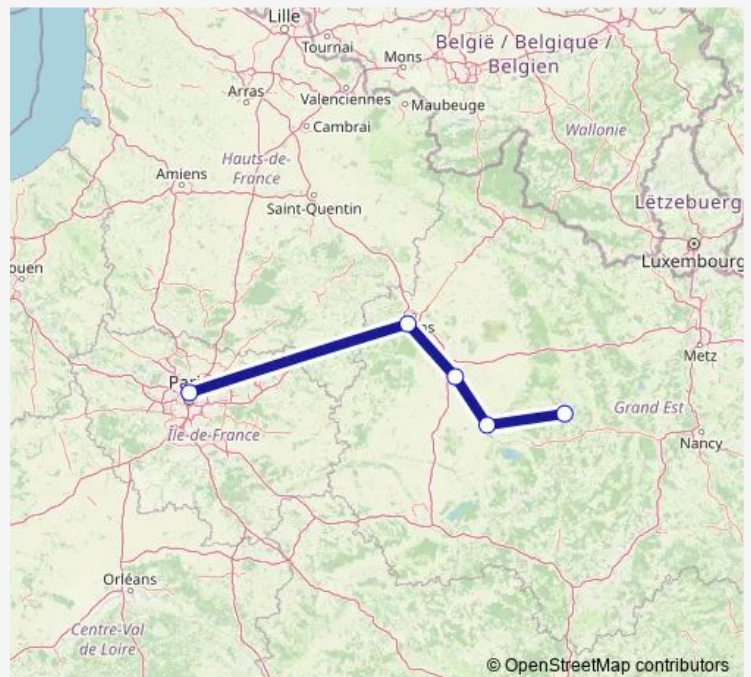 Lille
Tournai
België / Belgique /
Belgien
Mons
Arras
Valenciennes
Maubeuge
Cambrai
Wallonie
Hauts-de-
France
Amiens
Saint-Quentin
Lëtzebuerg
Luxembourg
ouen
Metz
Grand Est
Île-de-France
Nancy
Orléans
Centre-Val
de Loire
© OpenStreetMap contributors